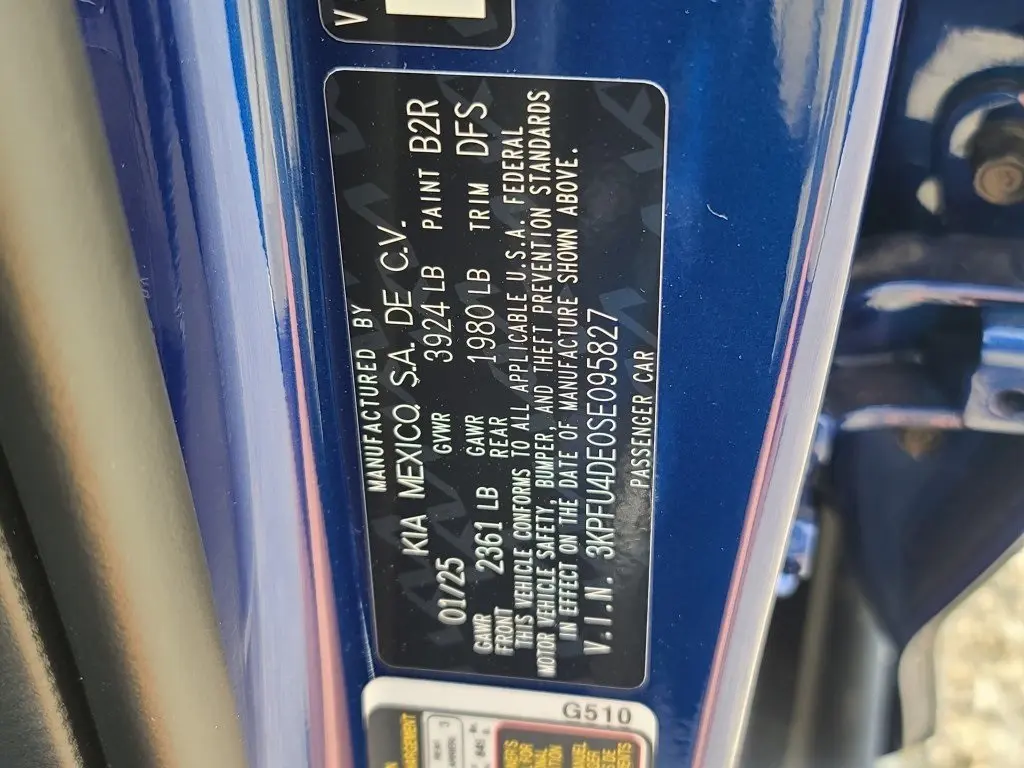 V
MANUFACTURED BY
01/25 KIA MEXICO, S.A. DE C.V.
GVWR 3924 LB PAINT B2R
GAWR FRONT 2361 LB GAWR REAR 1980 LB TRIM DFS
THIS VEHICLE CONFORMS TO ALL APPLICABLE U.S.A. FEDERAL
MOTOR VEHICLE SAFETY, BUMPER, AND THEFT PREVENTION STANDARDS
IN EFFECT ON THE DATE OF MANUFACTURE SHOWN ABOVE.
V.I.N. 3KPFU4DE0SE095827
PASSENGER CAR
G510